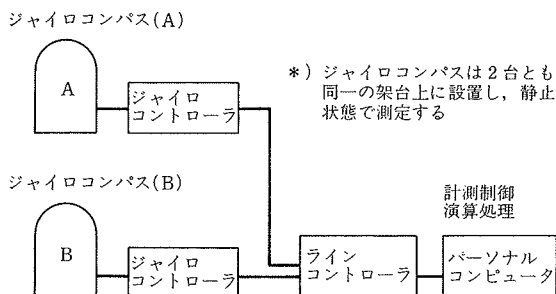 ジャイロコンパス(A)
A
ジャイロ
コントローラ
*) ジャイロコンパスは2台とも
同一の架台上に設置し,静止
状態で測定する
ジャイロコンパス(B)
B
ジャイロ
コントローラ
ライン
コントローラ
計測制御
演算処理
パーソナル
コンピュータ